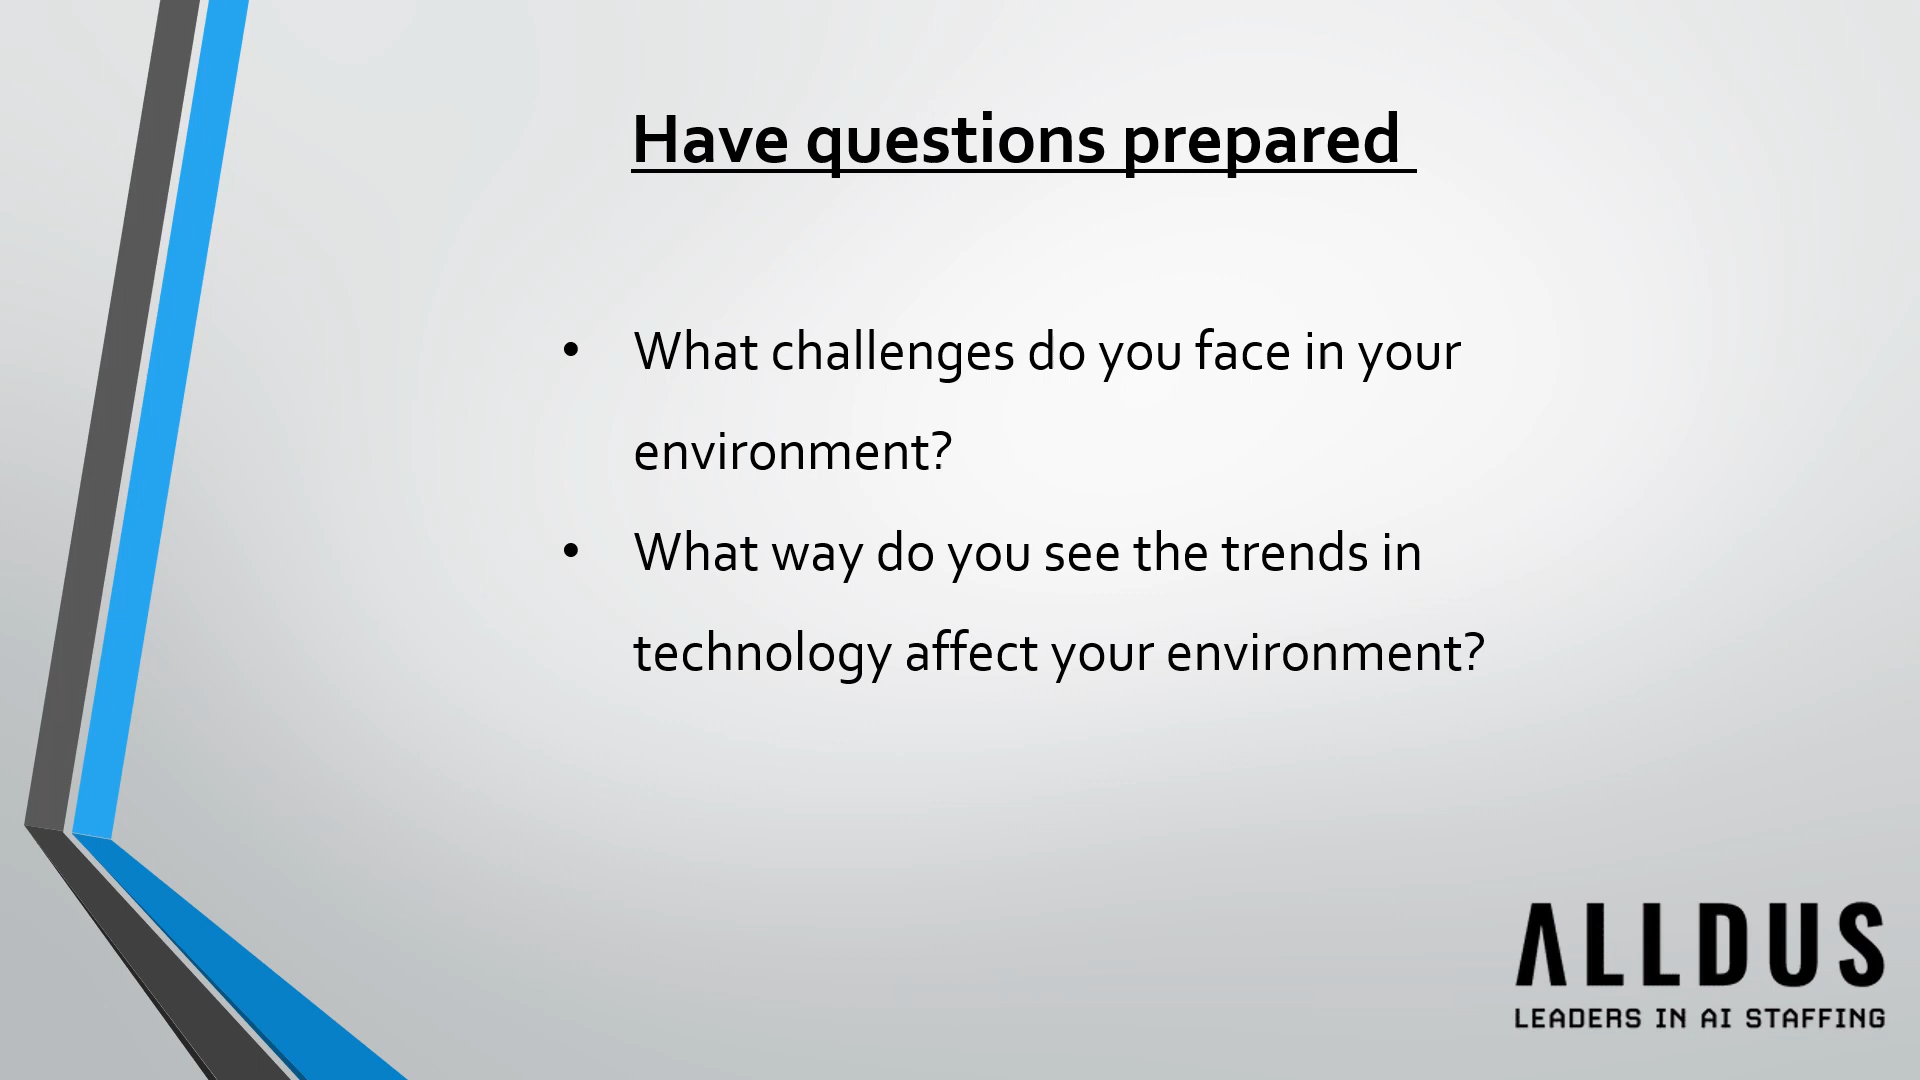 Have questions prepared
• What challenges do you face in your
environment?
• What way do you see the trends in
technology affect your environment?
ALLDUS
LEADERS IN AI STAFFING